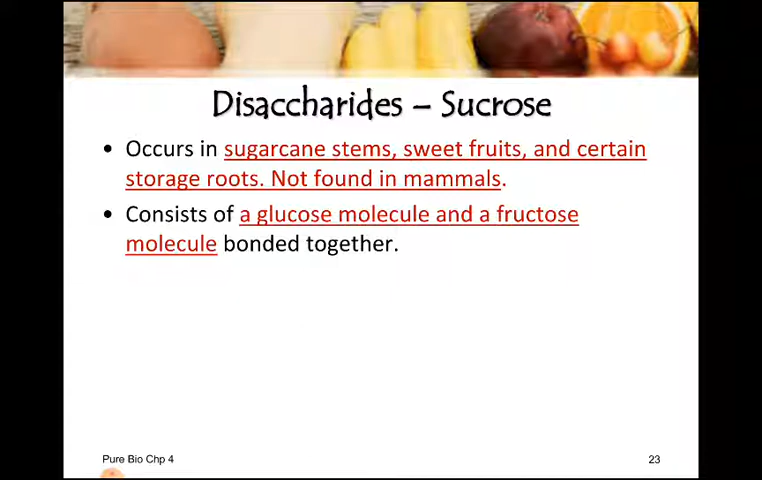 Disaccharides – Sucrose
• Occurs in sugarcane stems, sweet fruits, and certain
storage roots. Not found in mammals.
• Consists of a glucose molecule and a fructose
molecule bonded together.
Pure Bio Chp 4
23